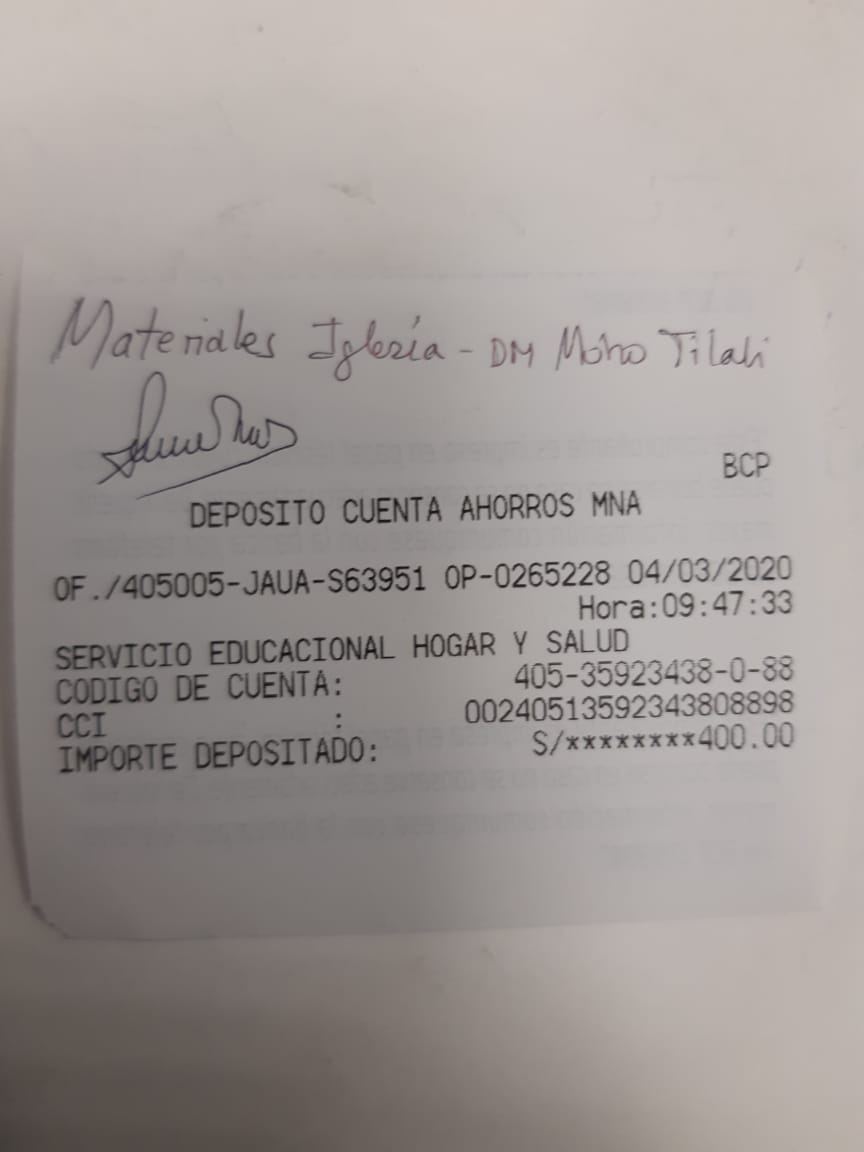 Materiales Iglesia - DM Moho Tilali
BCP
DEPOSITO CUENTA AHORROS MNA
OF./405005-JAUA-S63951 OP-0265228 04/03/2020
Hora:09:47:33
SERVICIO EDUCACIONAL HOGAR Y SALUD
CODIGO DE CUENTA: 405-35923438-0-88
CCI : 00240513592343808898
IMPORTE DEPOSITADO: S/********400.00